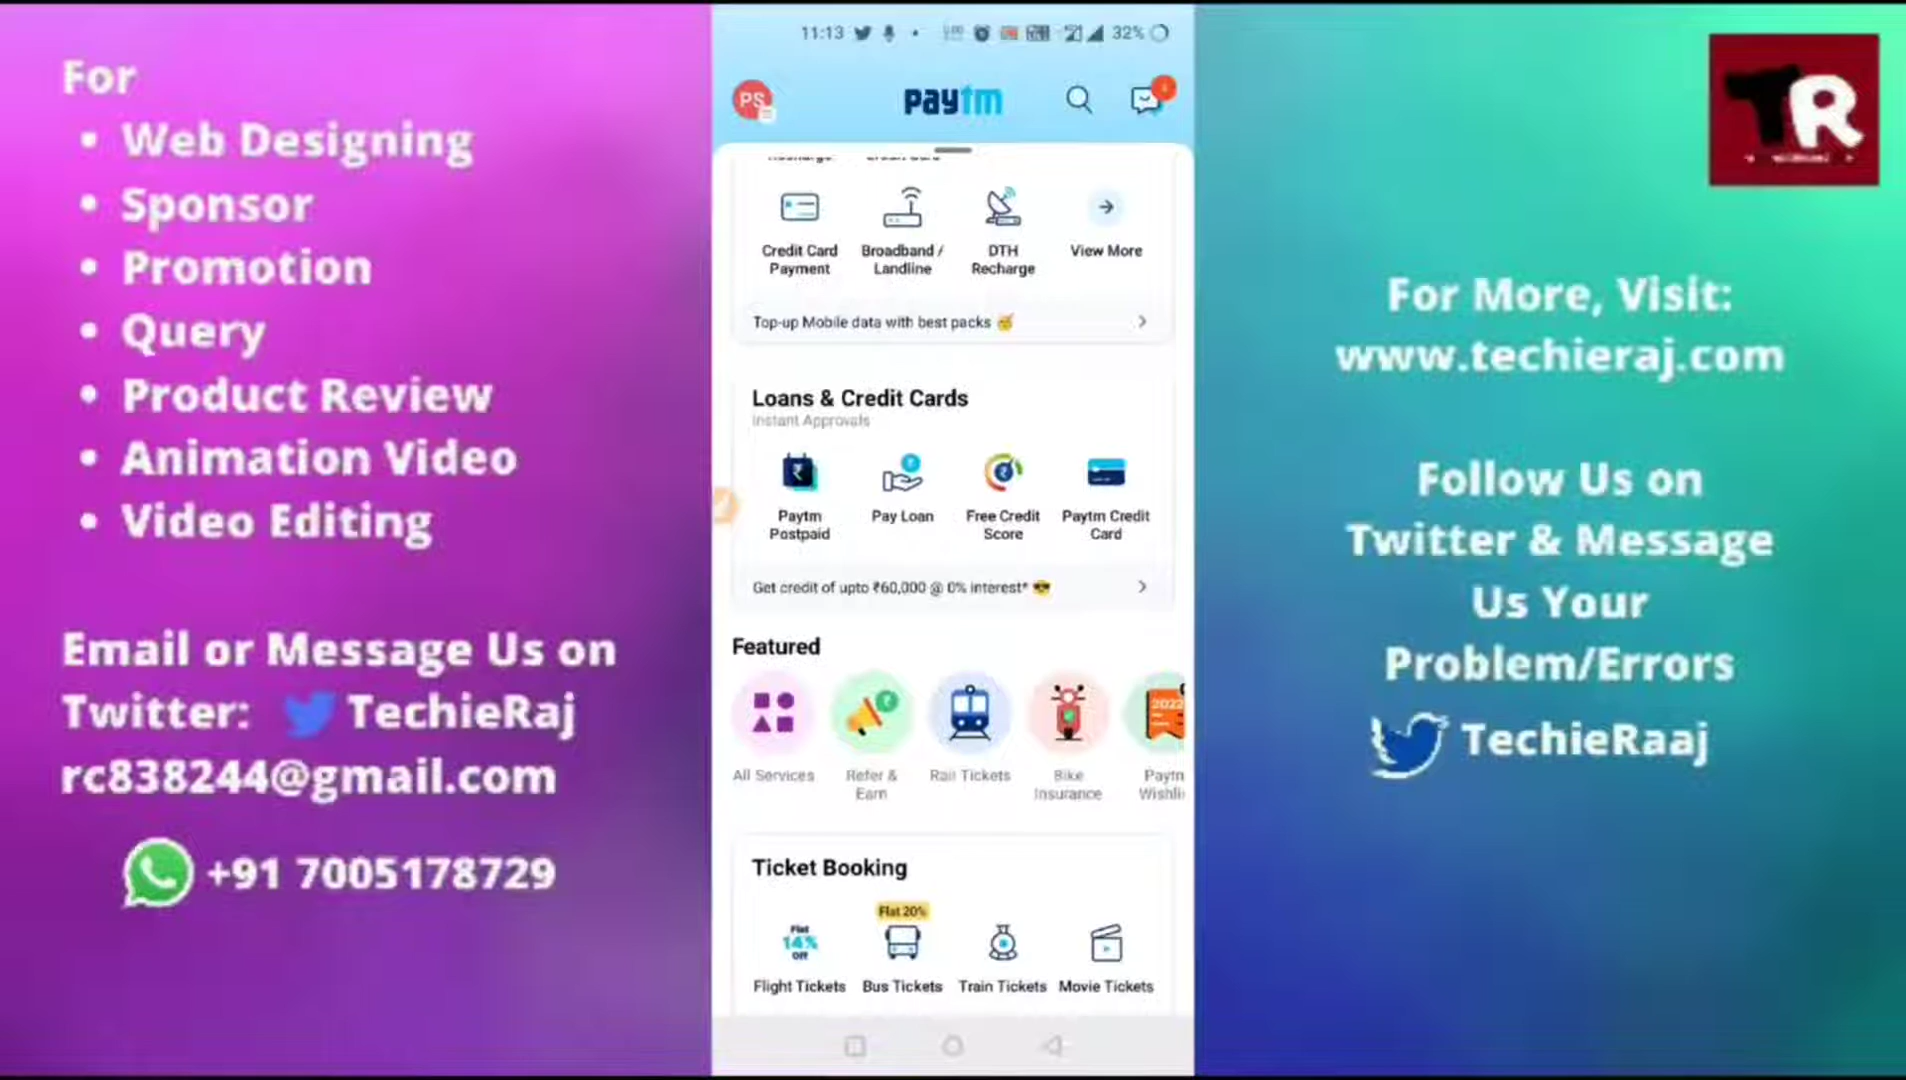 For
• Web Designing
• Sponsor
• Promotion
• Query
• Product Review
• Animation Video
• Video Editing
Email or Message Us on
Twitter: TechieRaj
rc838244@gmail.com
+91 7005178729
11:13
32%
PS
paytm
Credit Card Payment
Broadband / Landline
DTH Recharge
View More
Top-up Mobile data with best packs
Loans & Credit Cards
Instant Approvals
Paytm Postpaid
Pay Loan
Free Credit Score
Paytm Credit Card
Get credit of upto ₹60,000 @ 0% interest*
Featured
2022
All Services
Refer & Earn
Rail Tickets
Bike Insurance
Ticket Booking
Flat 20%
Flat 14% Off
Flight Tickets
Bus Tickets
Train Tickets
Movie Tickets
TR
For More, Visit:
www.techieraj.com
Follow Us on
Twitter & Message
Us Your
Problem/Errors
TechieRaaj